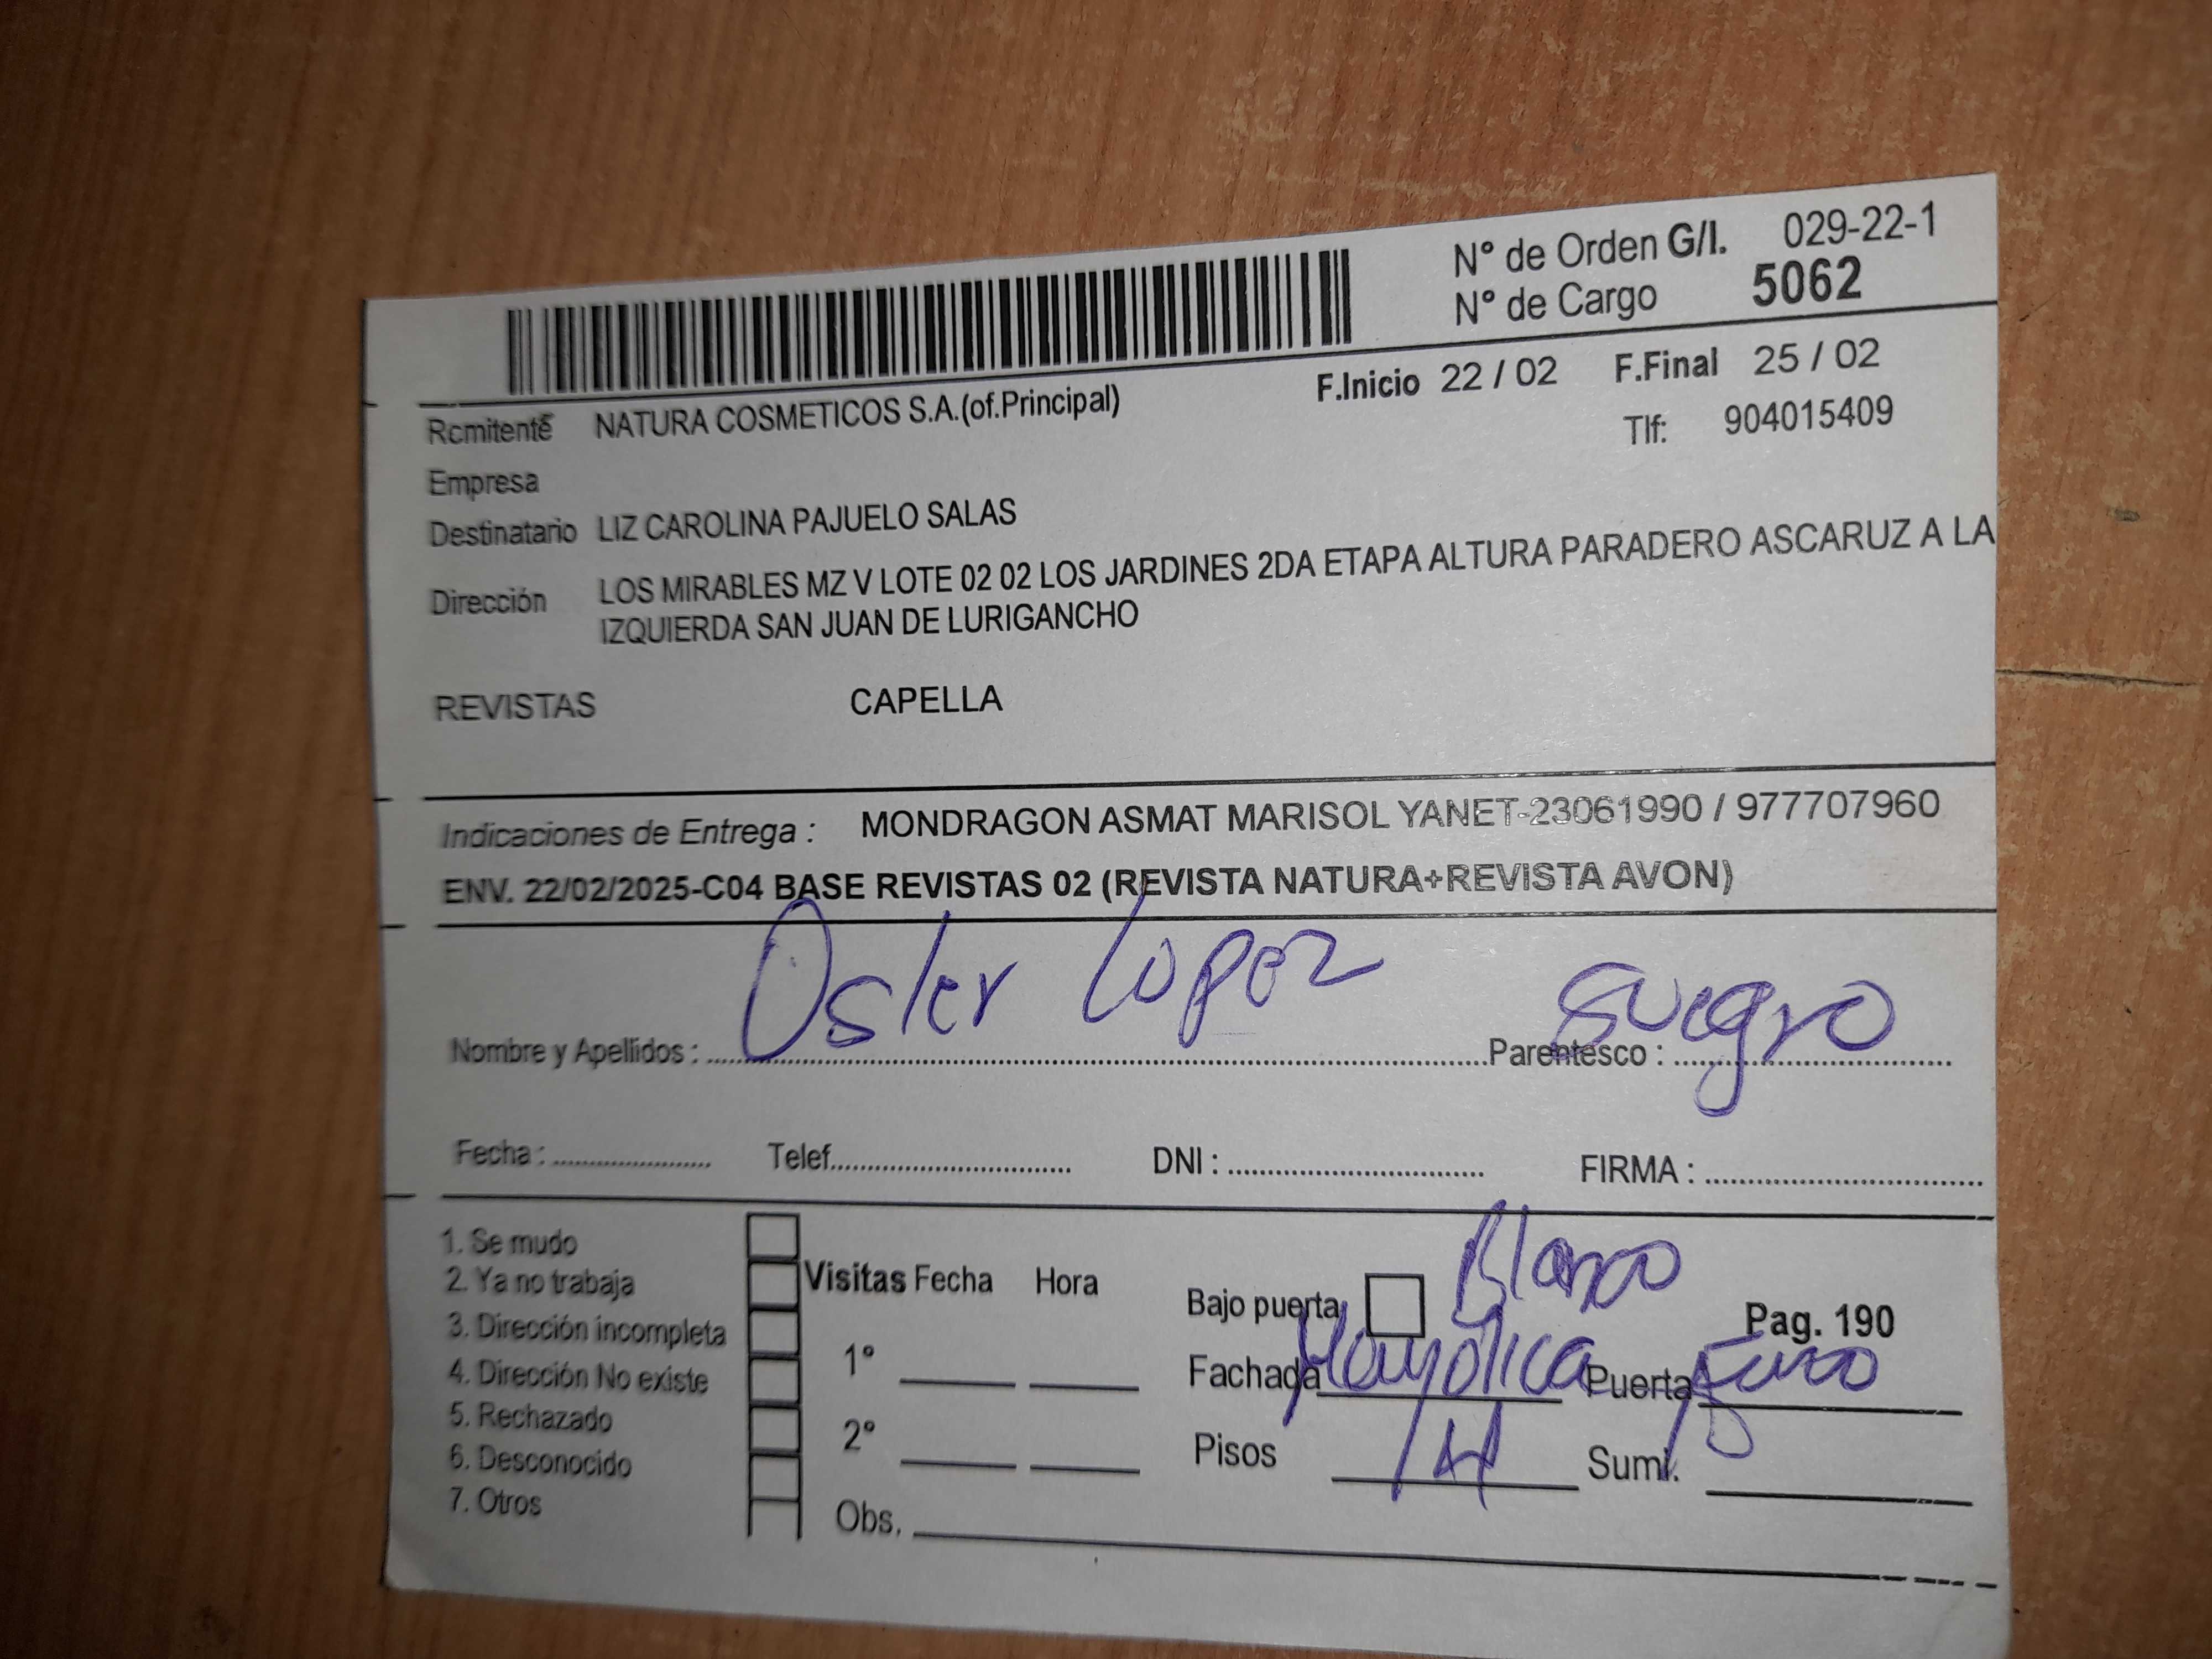 N° de Orden G/I. 029-22-1
N° de Cargo 5062
F.Inicio 22 / 02 F.Final 25 / 02
Remitente NATURA COSMETICOS S.A.(of.Principal) Tlf: 904015409
Empresa
Destinatario LIZ CAROLINA PAJUELO SALAS
Dirección LOS MIRABLES MZ V LOTE 02 02 LOS JARDINES 2DA ETAPA ALTURA PARADERO ASCARUZ A LA
IZQUIERDA SAN JUAN DE LURIGANCHO
REVISTAS CAPELLA
Indicaciones de Entrega : MONDRAGON ASMAT MARISOL YANET-23061990 / 977707960
ENV. 22/02/2025-C04 BASE REVISTAS 02 (REVISTA NATURA+REVISTA AVON)
Nombre y Apellidos : Osler Lopez Parentesco : Suegro
Fecha : Telef. DNI : FIRMA :
1. Se mudo
2. Ya no trabaja
3. Dirección incompleta
4. Dirección No existe
5. Rechazado
6. Desconocido
7. Otros
Visitas Fecha Hora
1°
2°
Obs.
Bajo puerta Blanco Pag. 190
Fachada Mayolica Puerta
Pisos 4 Sumi.